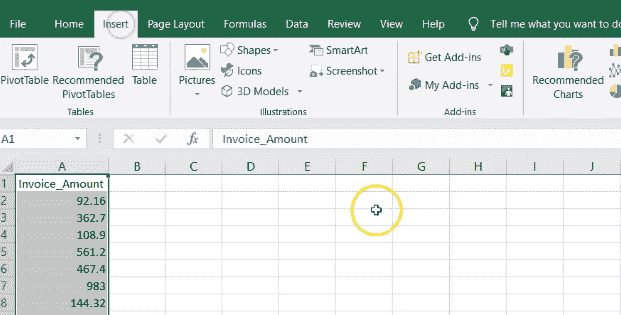 File Home Insert Page Layout Formulas Data Review View Help Tell me what you want to do
PivotTable Recommended PivotTables Table
Tables
Pictures Shapes Icons 3D Models SmartArt Screenshot
Illustrations
Get Add-ins
My Add-ins
Add-ins
Recommended Charts
A1 fx Invoice_Amount
A B C D E F G H I J
1 Invoice_Amount
2 92.16
3 362.7
4 108.9
5 561.2
6 467.4
7 983
8 144.32